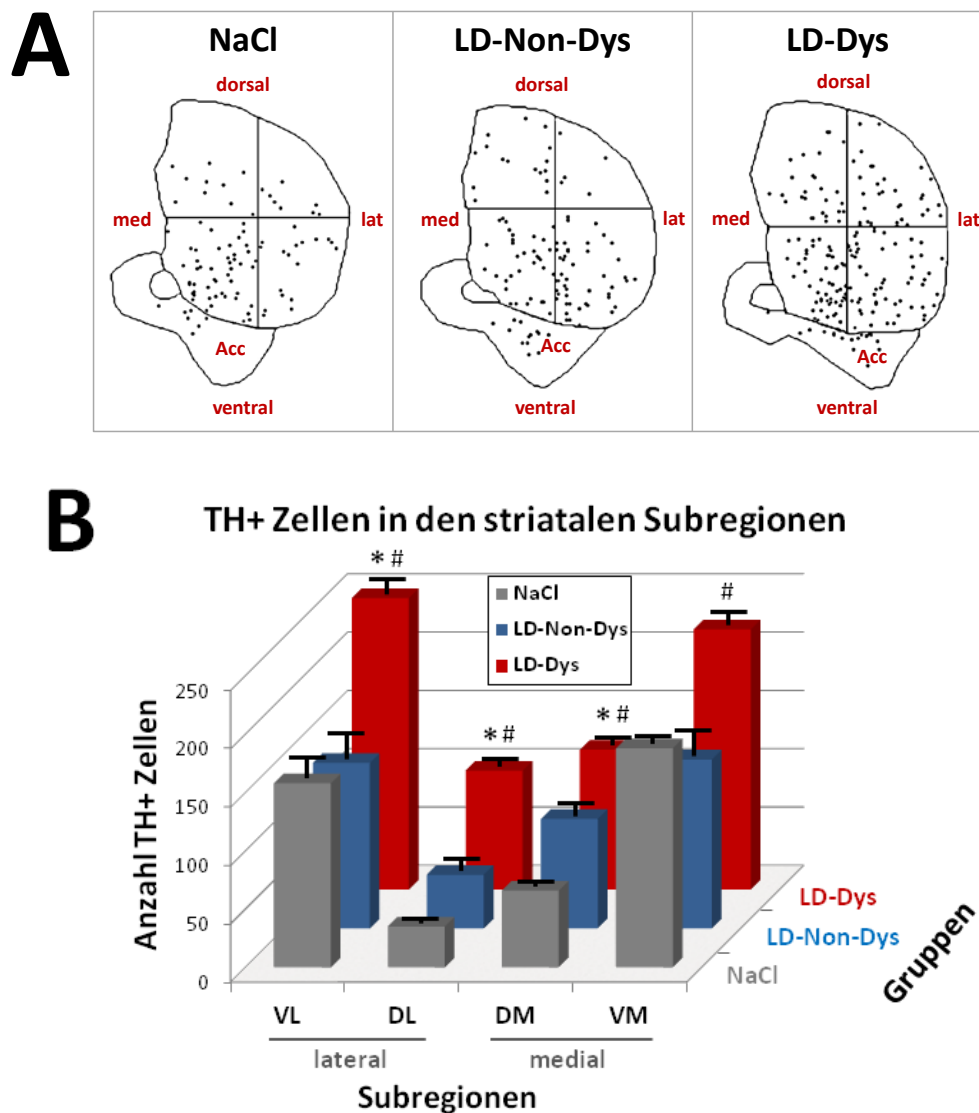 A
NaCl
dorsal
med
Acc
ventral
LD-Non-Dys
dorsal
lat
Acc
ventral
LD-Dys
dorsal
med
lat
Acc
ventral
B
TH+ Zellen in den striatalen Subregionen
* #
#
* #
* #
NaCl
LD-Non-Dys
LD-Dys
Anzahl TH+ Zellen
250
200
150
100
50
0
VL DL DM VM
lateral medial
Subregionen
LD-Dys
LD-Non-Dys
NaCl
Gruppen